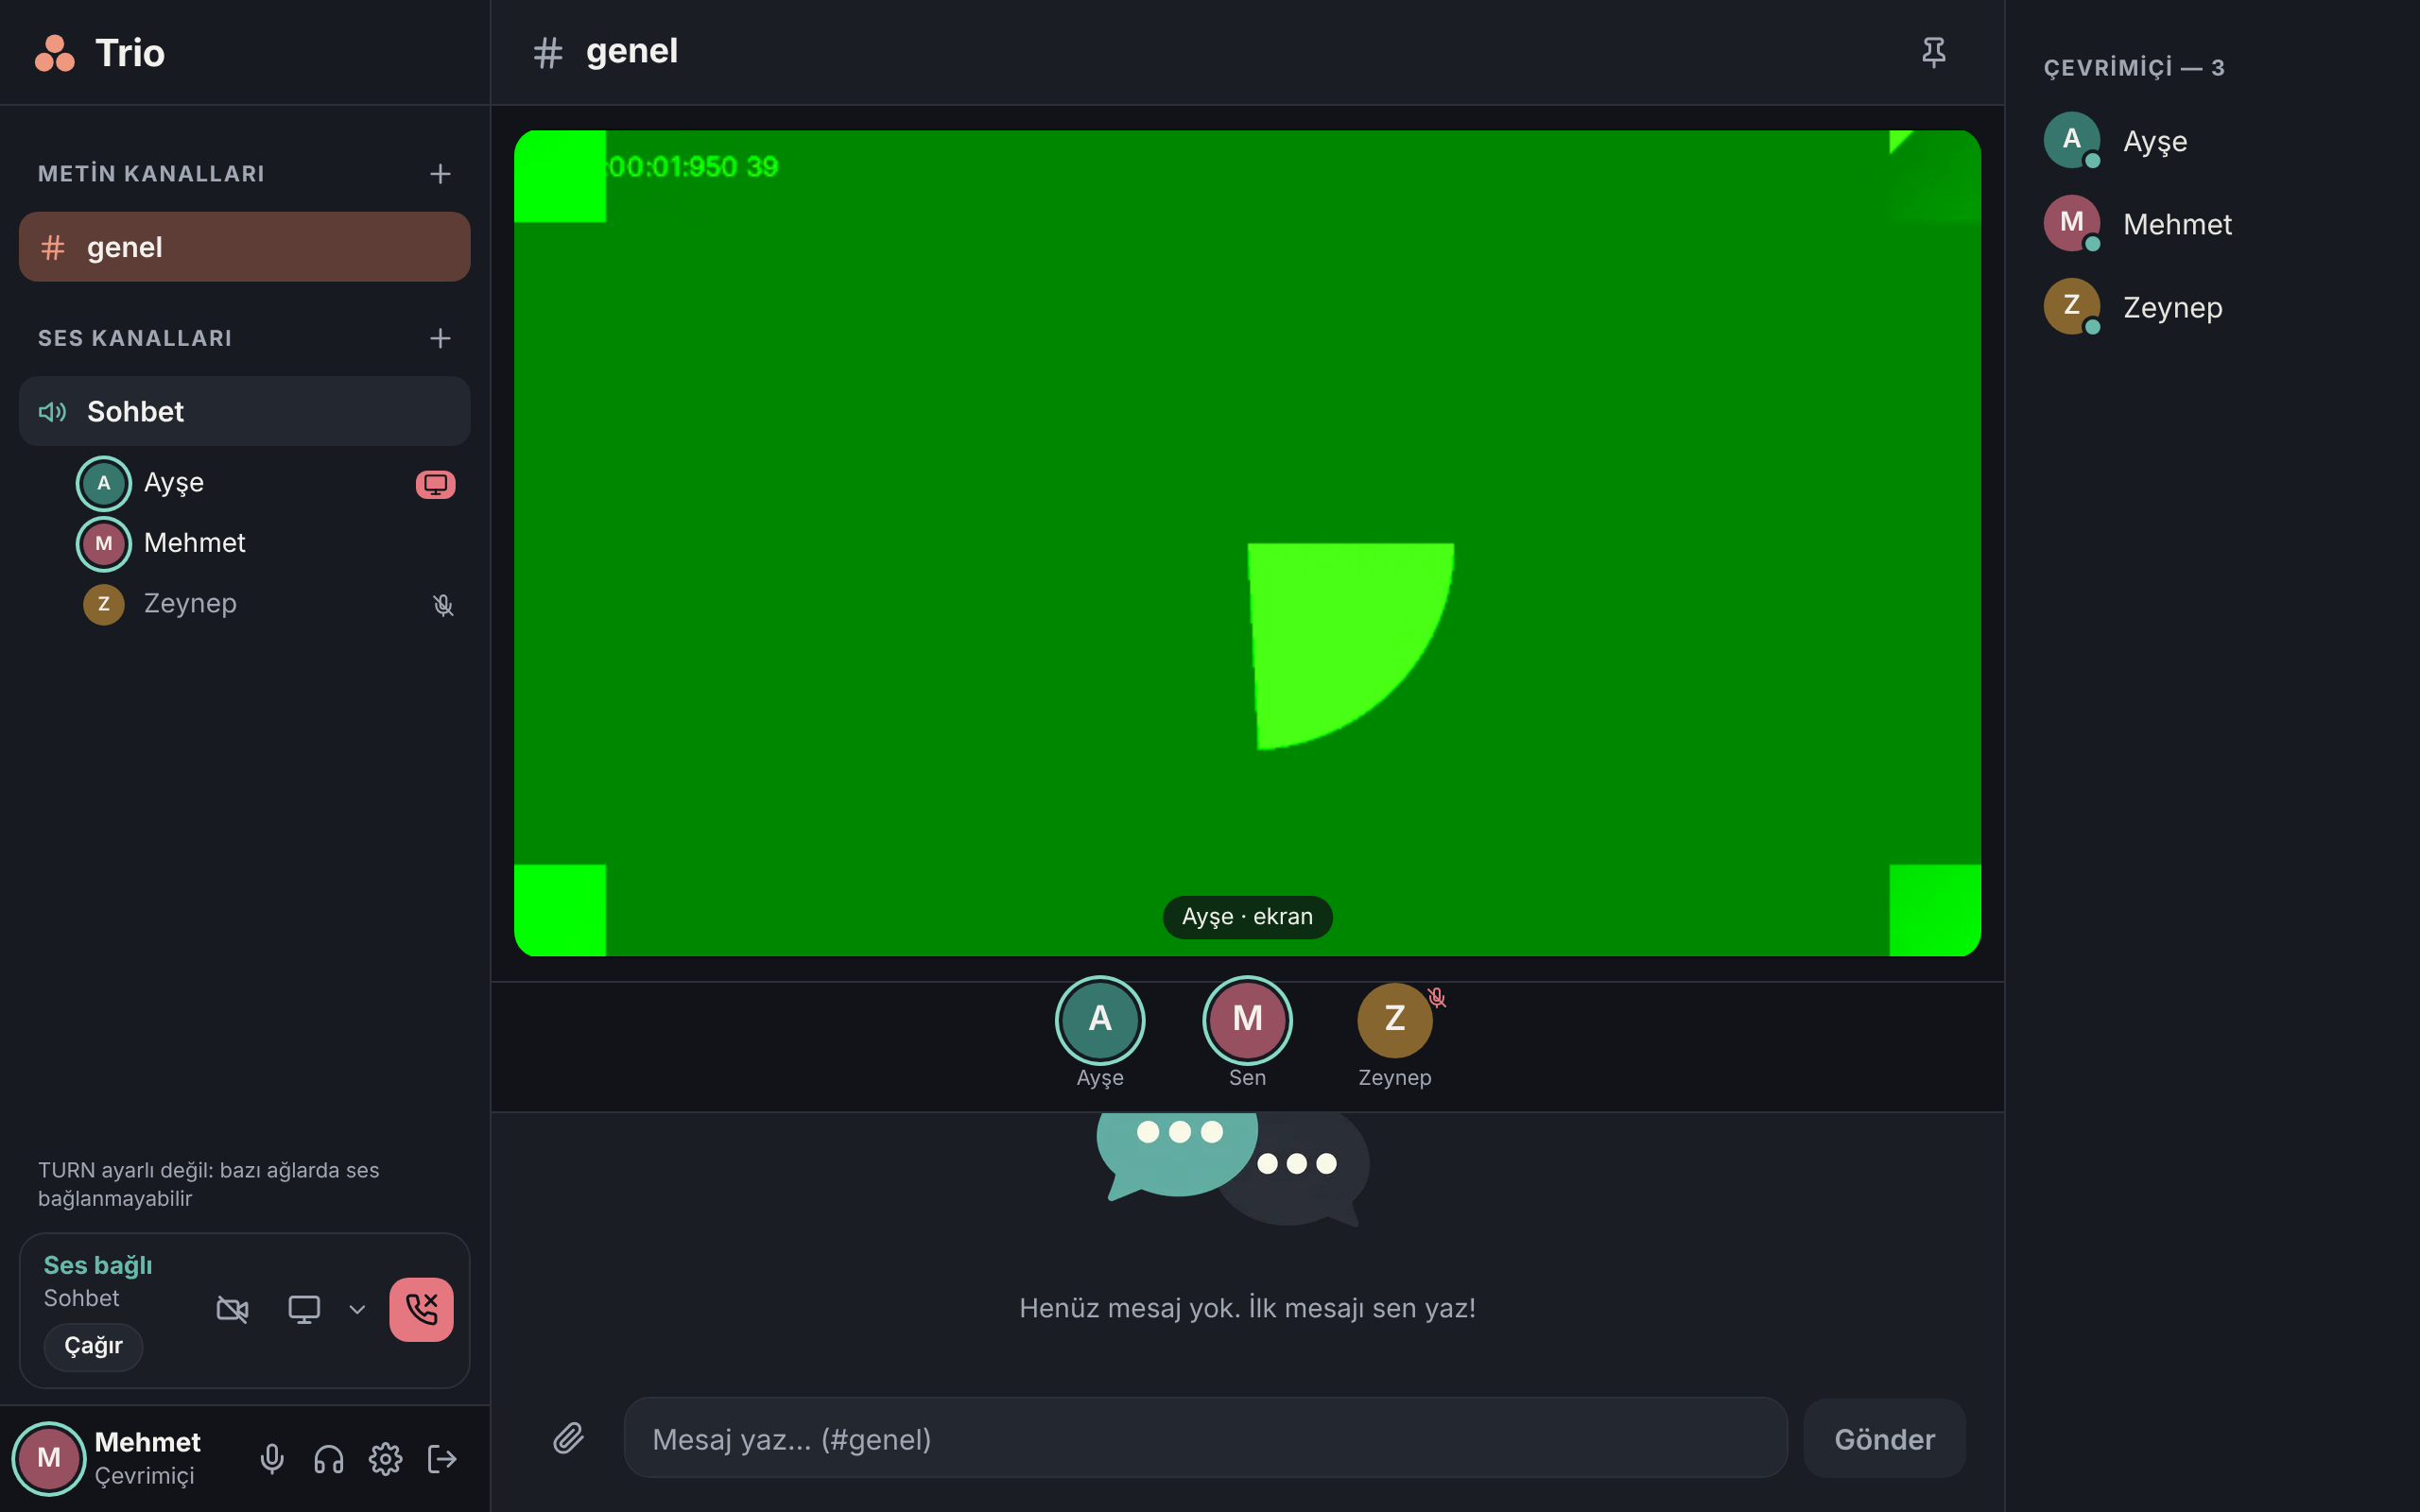 Trio
METİN KANALLARI
genel
SES KANALLARI
Sohbet
A Ayşe
M Mehmet
Z Zeynep
TURN ayarlı değil: bazı ağlarda ses
bağlanmayabilir
Ses bağlı
Sohbet
Çağır
M Mehmet
Çevrimiçi
# genel
:00:01:950 39
Ayşe · ekran
A M Z
Ayşe Sen Zeynep
Henüz mesaj yok. İlk mesajı sen yaz!
Mesaj yaz... (#genel)
Gönder
ÇEVRİMİÇİ — 3
A Ayşe
M Mehmet
Z Zeynep